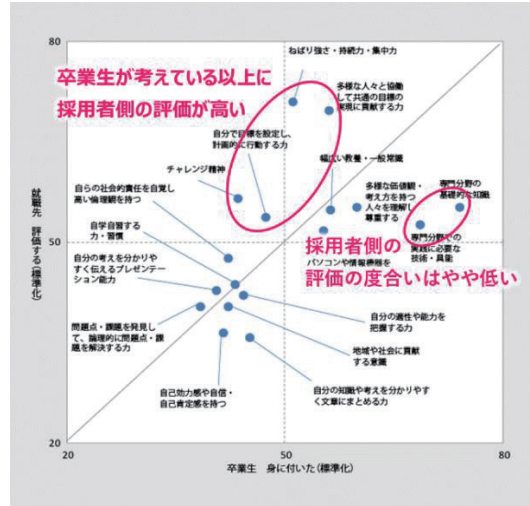 80
ねばり強さ・持続力・集中力
卒業生が考えている以上に
採用者側の評価が高い
多様な人々と協働
して共通の目標の
実現に貢献する力
自分で目標を設定し、
計画的に行動する力
幅広い教養・一般常識
チャレンジ精神
多様な価値観・
考え方を持つ
人々を理解し
尊重する
専門分野の
基礎的な知識
自らの社会的責任を自覚し
高い倫理観を持つ
就職先 評価する(標準化)
自学自習する
力・習慣
専門分野での
実践に必要な
技術・技能
採用者側の
評価の度合いはやや低い
50
パソコンや情報機器を
自分の考えを分かりや
すく伝えるプレゼンテー
ション能力
自分の適性や能力を
把握する力
問題点・課題を発見し
て、論理的に問題点・課
題を解決する力
地域や社会に貢献
する意識
自己効力感や自信・
自己肯定感を持つ
自分の知識や考えを分かりやす
く文章にまとめる力
20
20
50
80
卒業生 身に付いた(標準化)